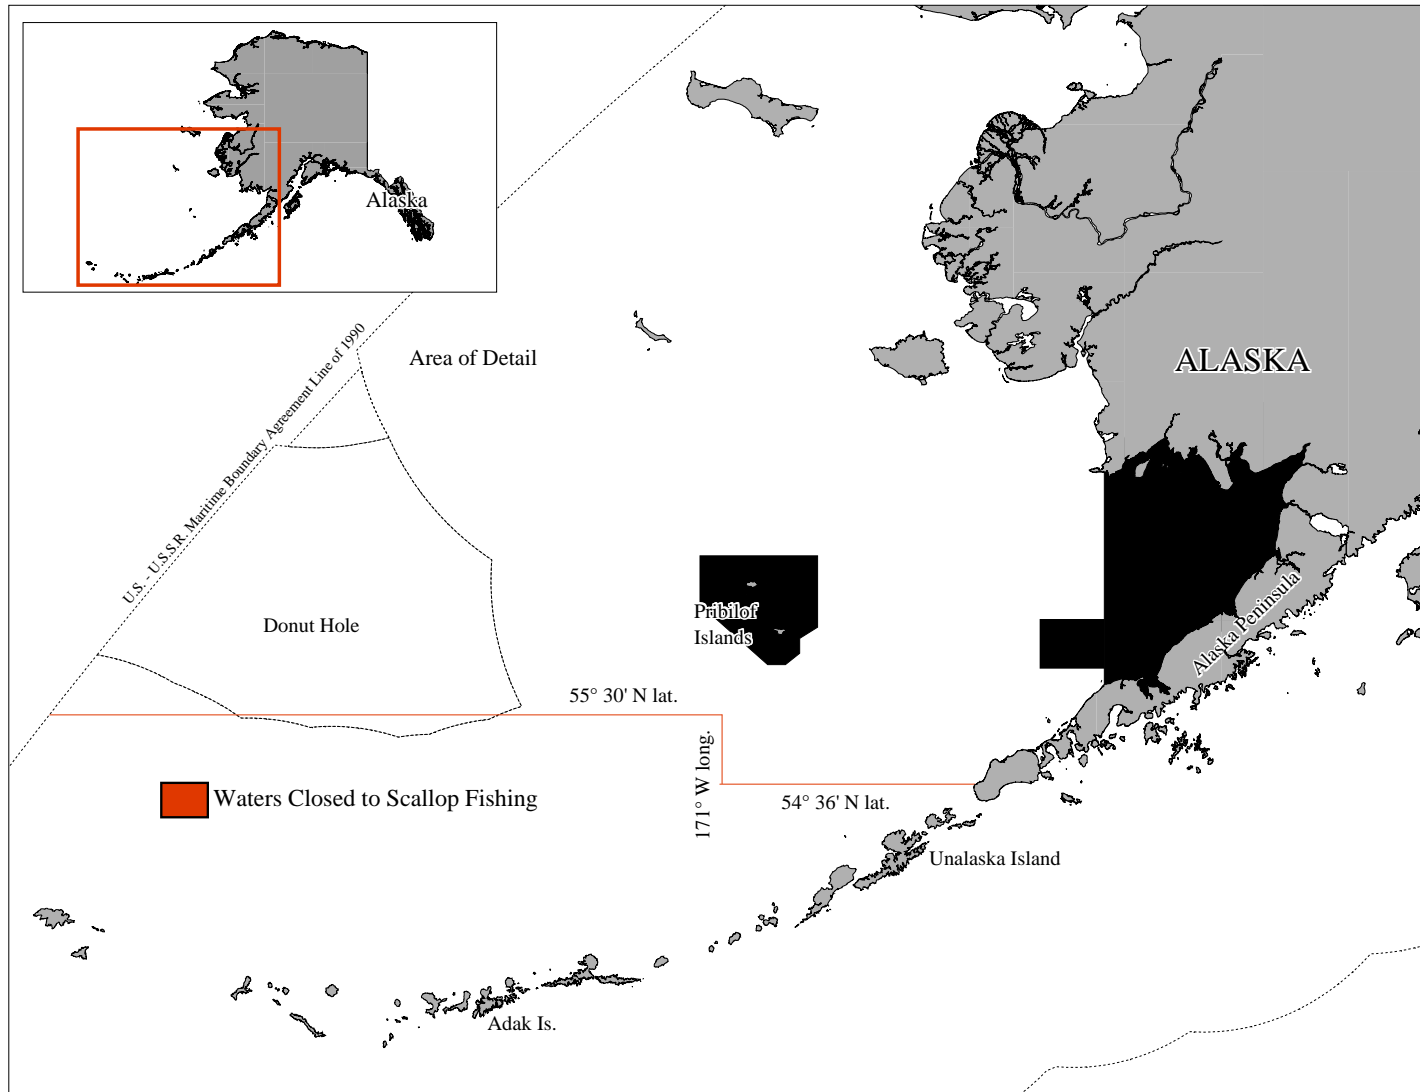 Alaska
U.S. - U.S.S.R. Maritime Boundary Agreement Line of 1990
Area of Detail
ALASKA
Donut Hole
Pribilof
Islands
Alaska Peninsula
55° 30' N lat.
171° W long.
54° 36' N lat.
Waters Closed to Scallop Fishing
Unalaska Island
Adak Is.